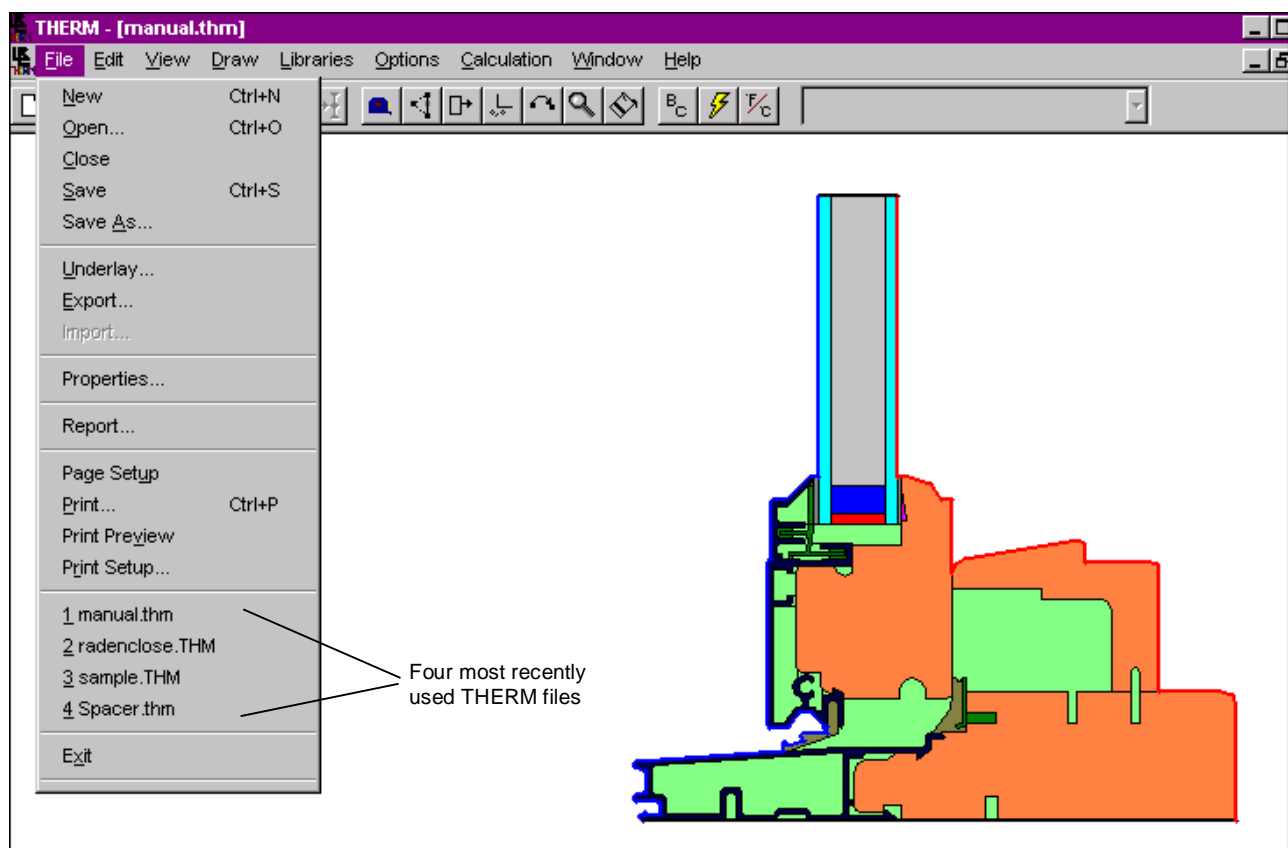 THERM - [manual.thm]
File Edit View Draw Libraries Options Calculation Window Help
BC °F/C
New Ctrl+N
Open... Ctrl+O
Close
Save Ctrl+S
Save As...
Underlay...
Export...
Import...
Properties...
Report...
Page Setup
Print... Ctrl+P
Print Preview
Print Setup...
1 manual.thm
2 radenclose.THM
3 sample.THM
4 Spacer.thm
Exit
Four most recently
used THERM files